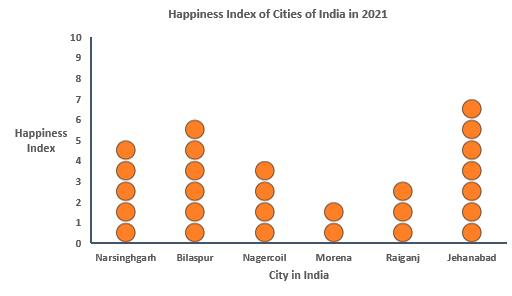 Happiness Index of Cities of India in 2021
10
9
8
7
6
5
4
3
2
1
0
Happiness
Index
Narsinghgarh Bilaspur Nagercoil Morena Raiganj Jehanabad
City in India